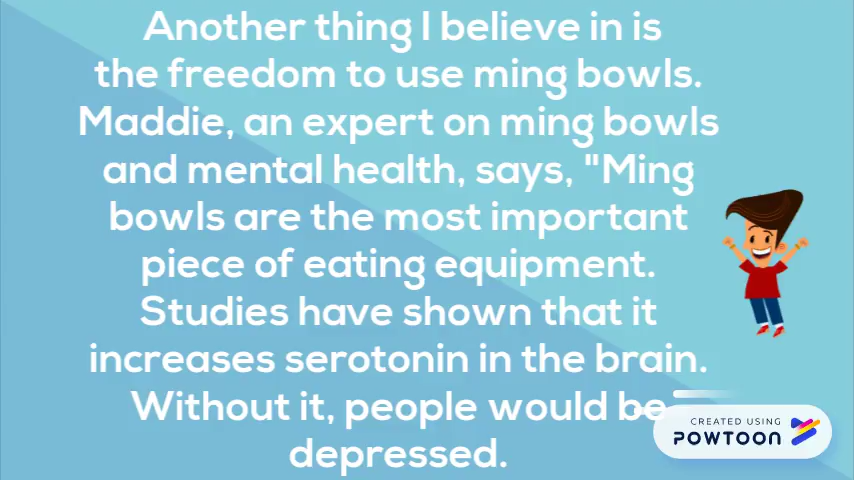 Another thing I believe in is
the freedom to use ming bowls.
Maddie, an expert on ming bowls
and mental health, says, "Ming
bowls are the most important
piece of eating equipment.
Studies have shown that it
increases serotonin in the brain.
Without it, people would be
depressed.
CREATED USING
POWTOON